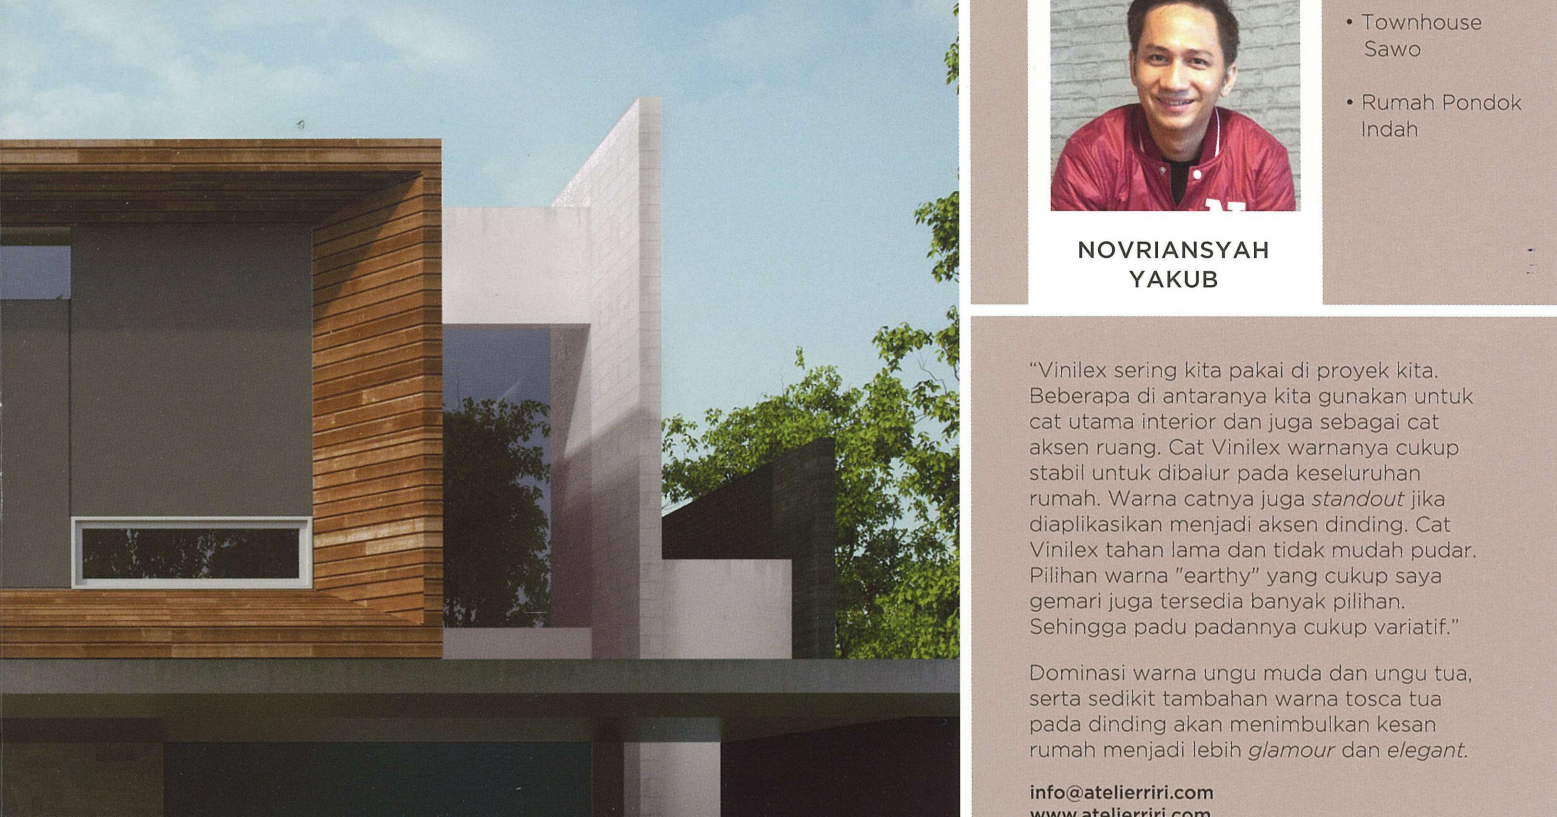 • Townhouse
Sawo
• Rumah Pondok
Indah
N
NOVRIANSYAH
YAKUB
“Vinilex sering kita pakai di proyek kita.
Beberapa di antaranya kita gunakan untuk
cat utama interior dan juga sebagai cat
aksen ruang. Cat Vinilex warnanya cukup
stabil untuk dibalur pada keseluruhan
rumah. Warna catnya juga standout jika
diaplikasikan menjadi aksen dinding. Cat
Vinilex tahan lama dan tidak mudah pudar.
Pilihan warna "earthy" yang cukup saya
gemari juga tersedia banyak pilihan.
Sehingga padu padannya cukup variatif.”
Dominasi warna ungu muda dan ungu tua,
serta sedikit tambahan warna tosca tua
pada dinding akan menimbulkan kesan
rumah menjadi lebih glamour dan elegant.
info@atelierriri.com
www.atelierriri.com